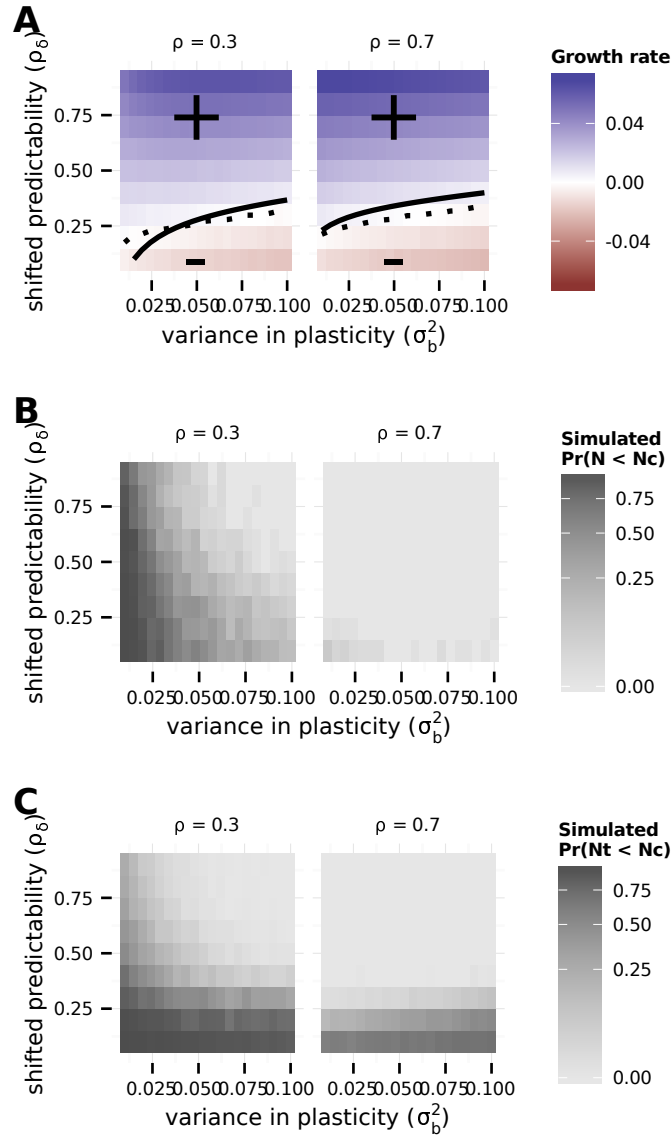 A
ρ = 0.3
ρ = 0.7
shifted predictability (ρδ)
0.75
0.50
0.25
+
-
+
-
0.025
0.050
0.075
0.100
0.025
0.050
0.075
0.100
variance in plasticity (σb²)
Growth rate
0.04
0.00
-0.04
B
ρ = 0.3
ρ = 0.7
shifted predictability (ρδ)
0.75
0.50
0.25
0.025
0.050
0.075
0.100
0.025
0.050
0.075
0.100
variance in plasticity (σb²)
Simulated
Pr(N < Nc)
0.75
0.50
0.25
0.00
C
ρ = 0.3
ρ = 0.7
shifted predictability (ρδ)
0.75
0.50
0.25
0.025
0.050
0.075
0.100
0.025
0.050
0.075
0.100
variance in plasticity (σb²)
Simulated
Pr(Nt < Nc)
0.75
0.50
0.25
0.00